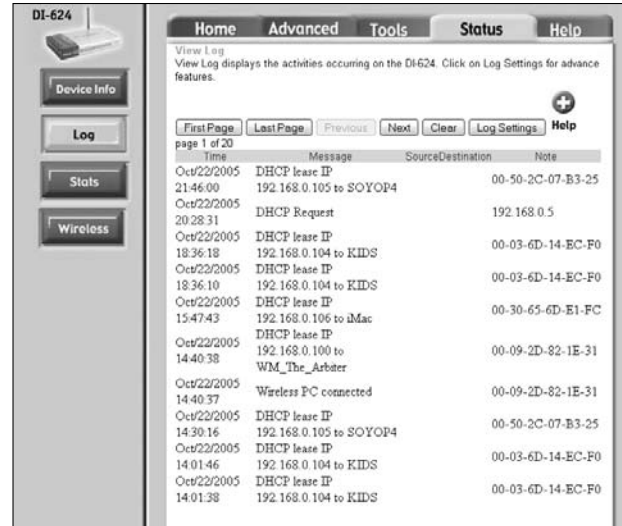 DI-624
Home Advanced Tools Status Help
Device Info
Log
Stats
Wireless
View Log
View Log displays the activities occurring on the DI-624. Click on Log Settings for advance
features.
First Page Last Page Previous Next Clear Log Settings Help
page 1 of 20
Time Message Source Destination Note
Oct/22/2005 DHCP lease IP
21:46:00 192.168.0.105 to SOYOP4 00-50-2C-07-B3-25
Oct/22/2005
20:28:31 DHCP Request 192.168.0.5
Oct/22/2005 DHCP lease IP
18:36:18 192.168.0.104 to KIDS 00-03-6D-14-EC-F0
Oct/22/2005 DHCP lease IP
18:36:10 192.168.0.104 to KIDS 00-03-6D-14-EC-F0
Oct/22/2005 DHCP lease IP
15:47:43 192.168.0.106 to iMac 00-30-65-6D-E1-FC
Oct/22/2005 DHCP lease IP
14:40:38 192.168.0.100 to 00-09-2D-82-1E-31
WM_The_Arbiter
Oct/22/2005
14:40:37 Wireless PC connected 00-09-2D-82-1E-31
Oct/22/2005 DHCP lease IP
14:30:16 192.168.0.105 to SOYOP4 00-50-2C-07-B3-25
Oct/22/2005 DHCP lease IP
14:01:46 192.168.0.104 to KIDS 00-03-6D-14-EC-F0
Oct/22/2005 DHCP lease IP
14:01:38 192.168.0.104 to KIDS 00-03-6D-14-EC-F0